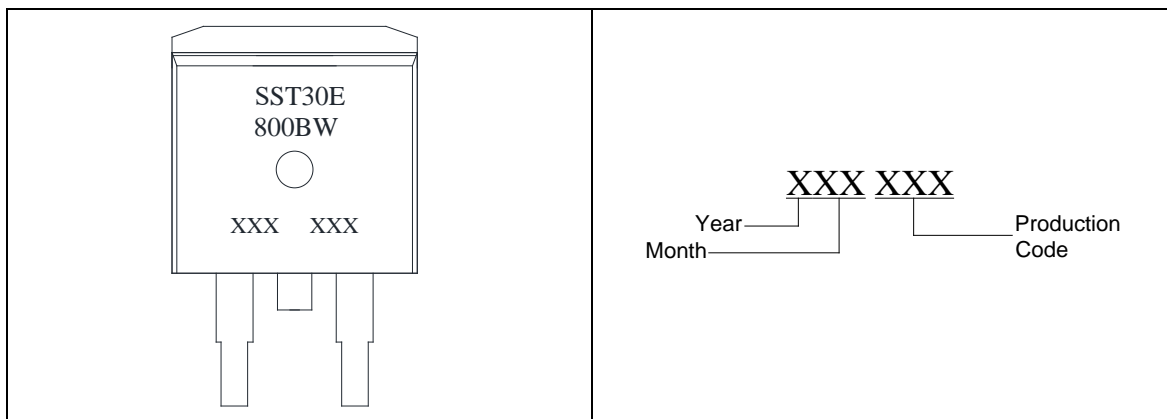 SST30E
800BW
XXX XXX
XXX XXX
Year
Month
Production
Code